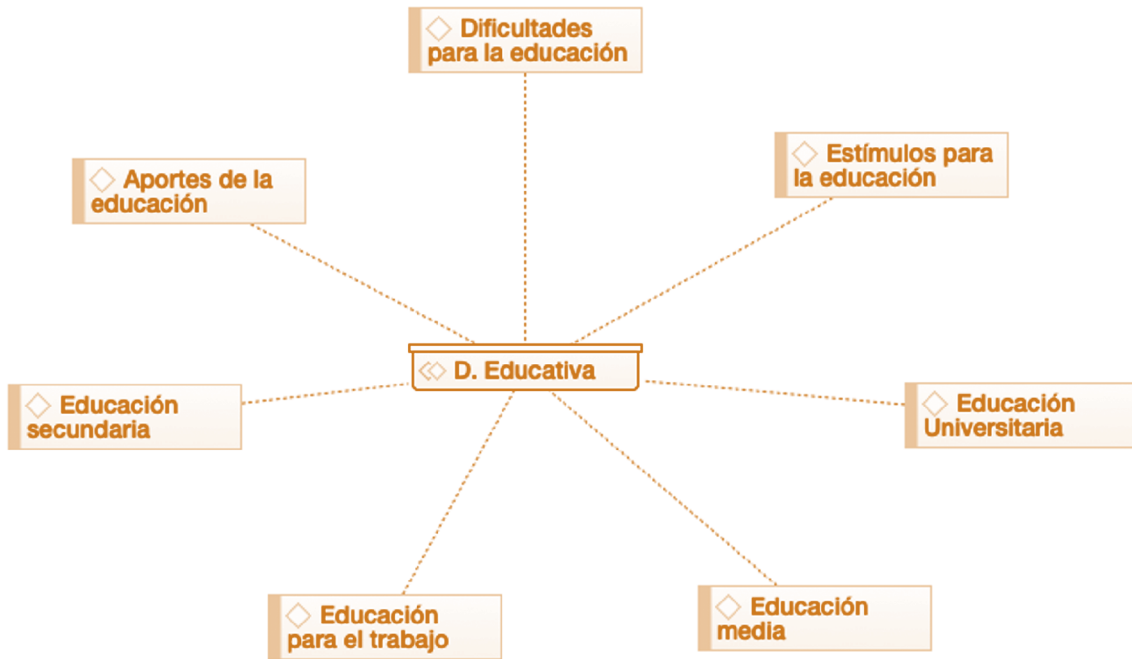 Dificultades
para la educación
Estímulos para
la educación
Aportes de la
educación
D. Educativa
Educación
secundaria
Educación
Universitaria
Educación
para el trabajo
Educación
media